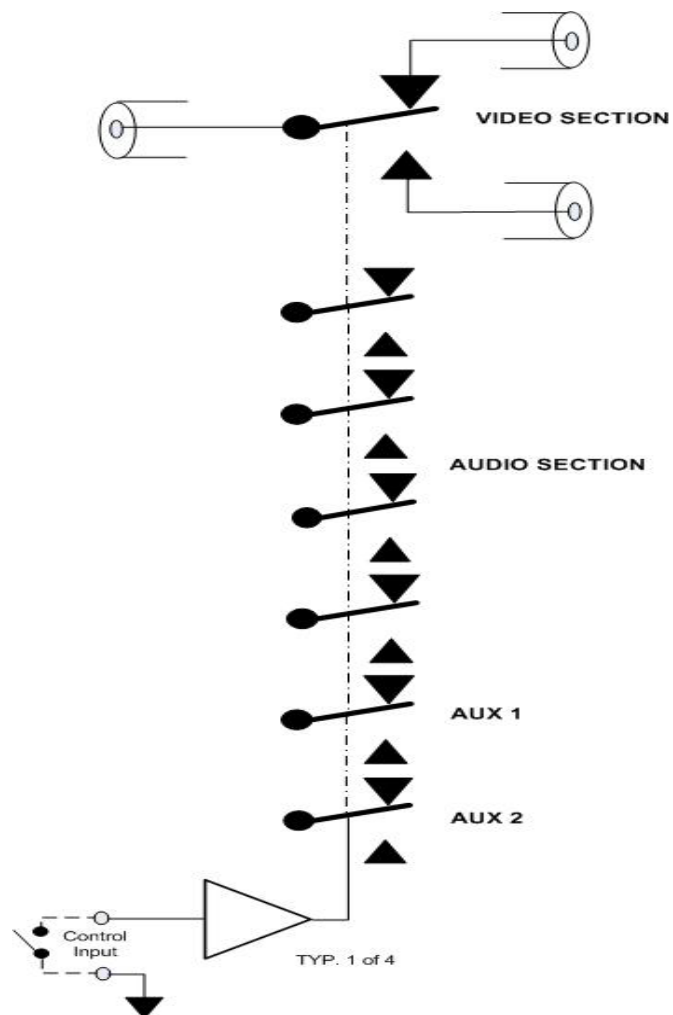 VIDEO SECTION
AUDIO SECTION
AUX 1
AUX 2
Control
Input
TYP. 1 of 4